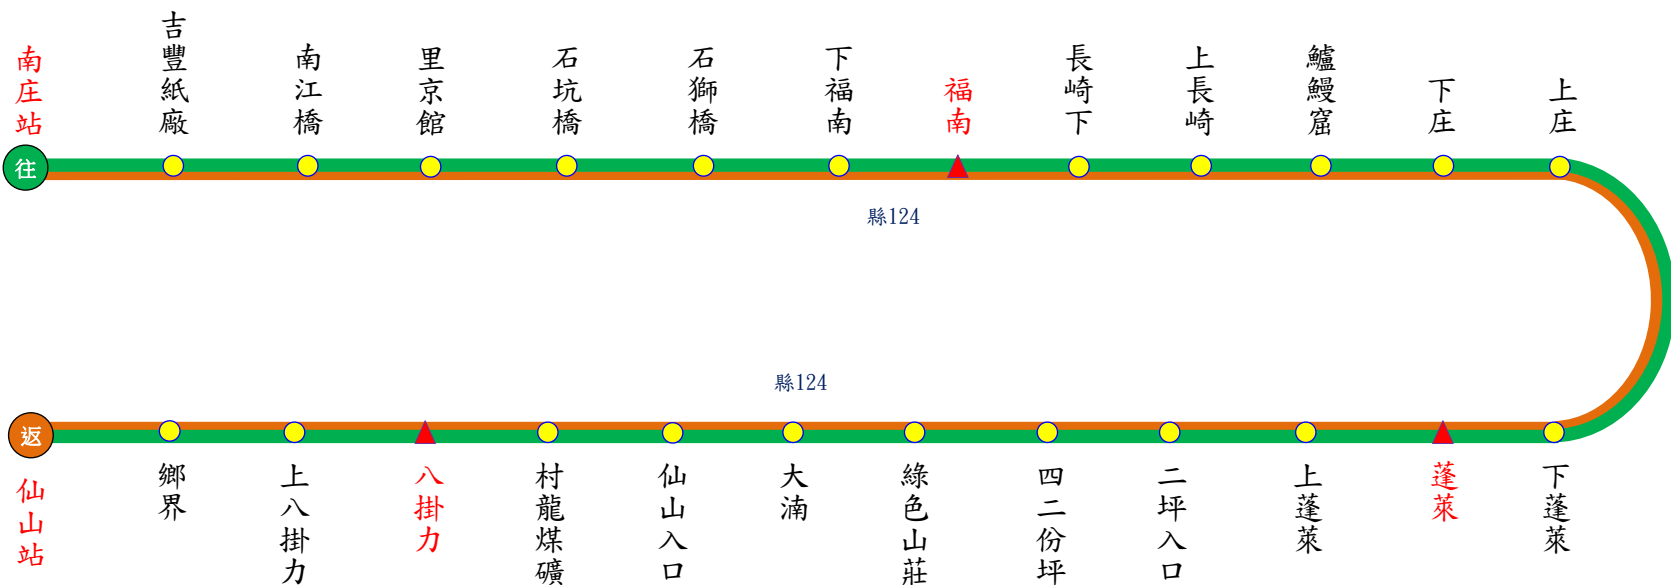 南庄站
吉豐紙廠
南江橋
里京館
石坑橋
石獅橋
下福南
福南
長崎下
上長崎
鱸鰻窟
下庄
上庄
往
縣124
縣124
返
仙山站
鄉界
上八掛力
八掛力
村龍煤礦
仙山入口
大湳
綠色山莊
四二份坪
二坪入口
上蓬萊
蓬萊
下蓬萊